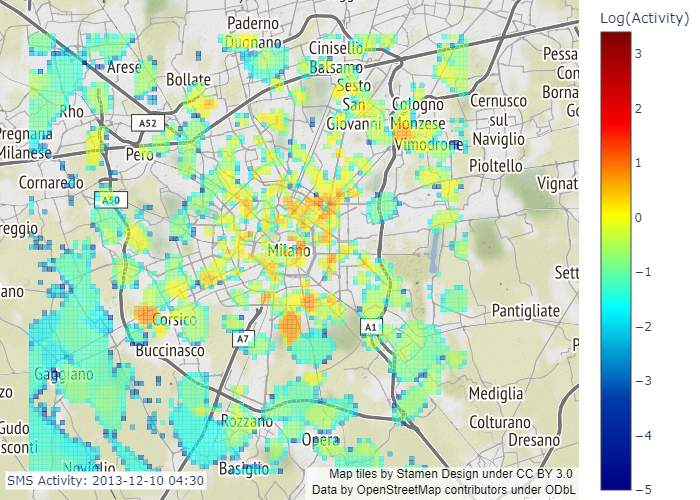 Log(Activity)
Paderno
Dugnano
Cinisello
Balsamo
Arese
Bollate
Sesto
San
Giovanni
Cologno
Monzese
Cernusco
sul
Naviglio
Pessa
Con
Borna
Go
Rho
A52
Pregnana
Milanese
Pero
Vimodrone
Pioltello
Cornaredo
Vignat
A50
reggio
Milano
Sett
ano
Corsico
Pantigliate
A7
A1
Buccinasco
P
Gaggiano
zo
Mediglia
Gudo
sconti
Rozzano
Colturano
Dresano
Opera
Noviglio
Basiglio
SMS Activity: 2013-12-10 04:30
Map tiles by Stamen Design under CC BY 3.0
Data by OpenStreetMap contributors under ODbL
3
2
1
0
−1
−2
−3
−4
−5